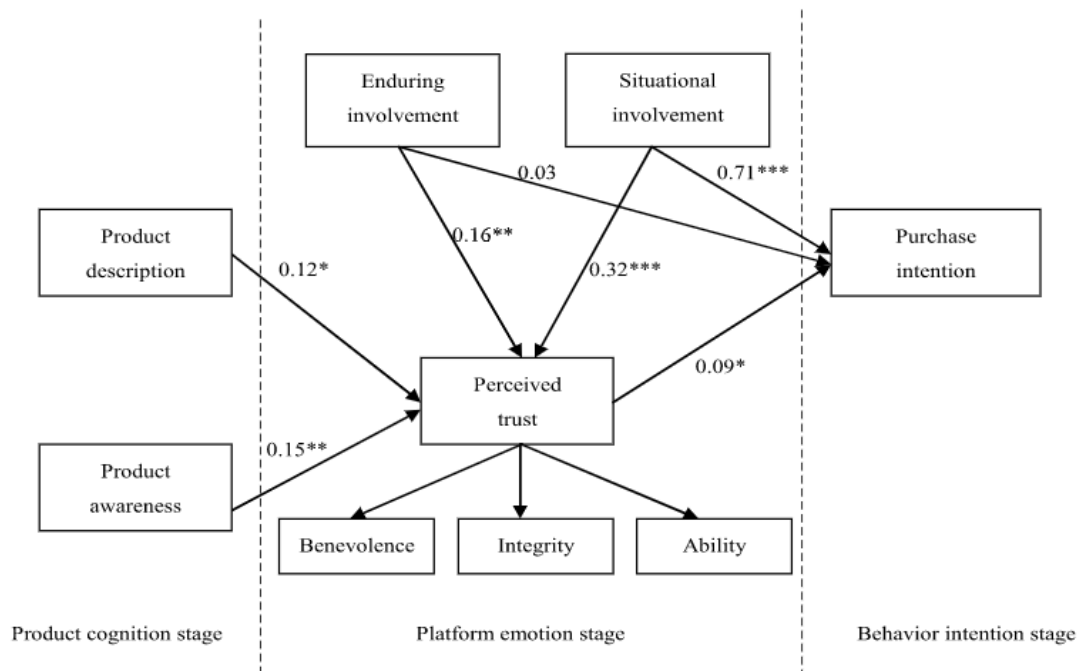 Enduring
involvement
Situational
involvement
0.03
0.71***
Product
description
Purchase
intention
0.16**
0.12*
0.32***
Perceived
trust
0.09*
0.15**
Product
awareness
Benevolence
Integrity
Ability
Product cognition stage
Platform emotion stage
Behavior intention stage